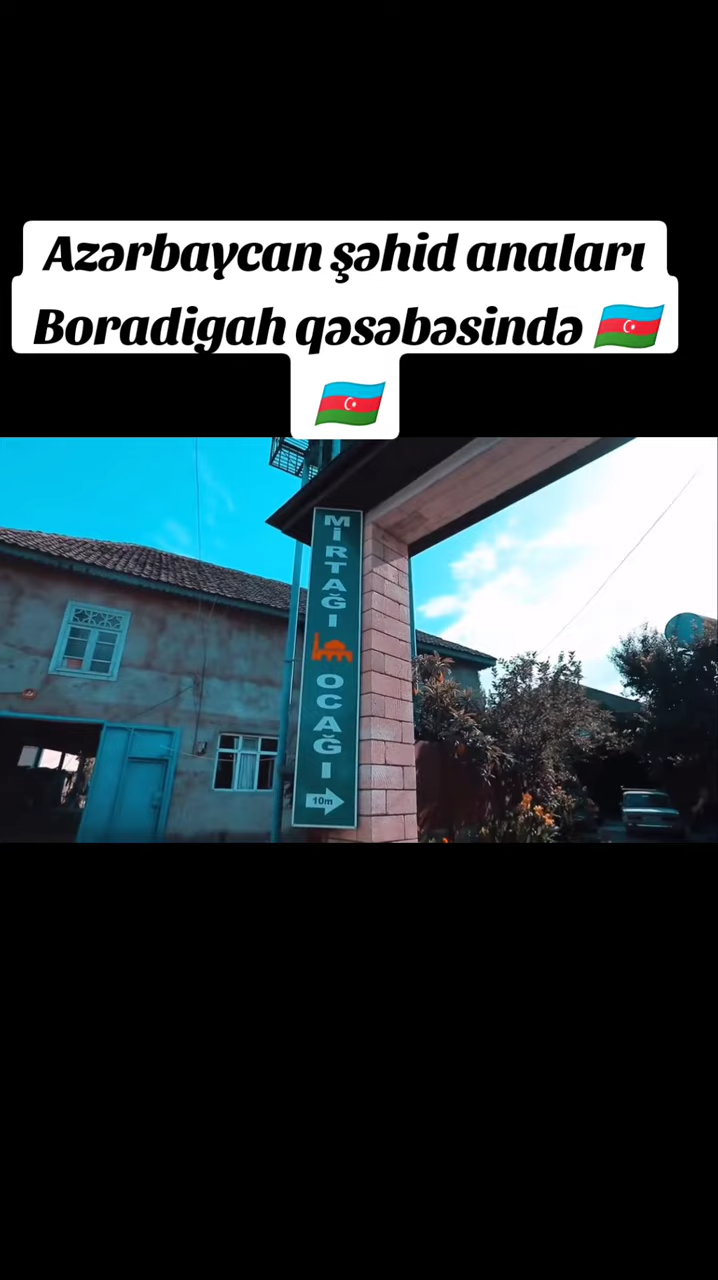 Azərbaycan şəhid anaları
Boradigah qəsəbəsində 🇦🇿
🇦🇿
MİRTAĞI
OCAĞI
10m